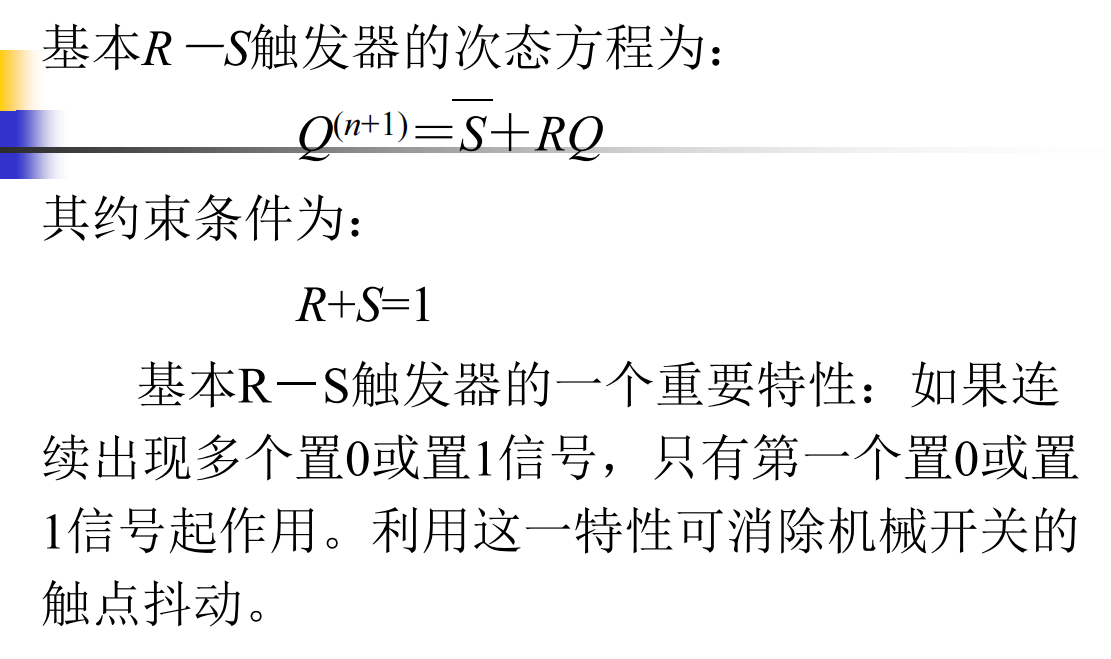 基本R－S触发器的次态方程为：
Q⁽ⁿ⁺¹⁾＝S̅＋RQ
其约束条件为：
R+S=1
基本R－S触发器的一个重要特性：如果连
续出现多个置0或置1信号，只有第一个置0或置
1信号起作用。利用这一特性可消除机械开关的
触点抖动。